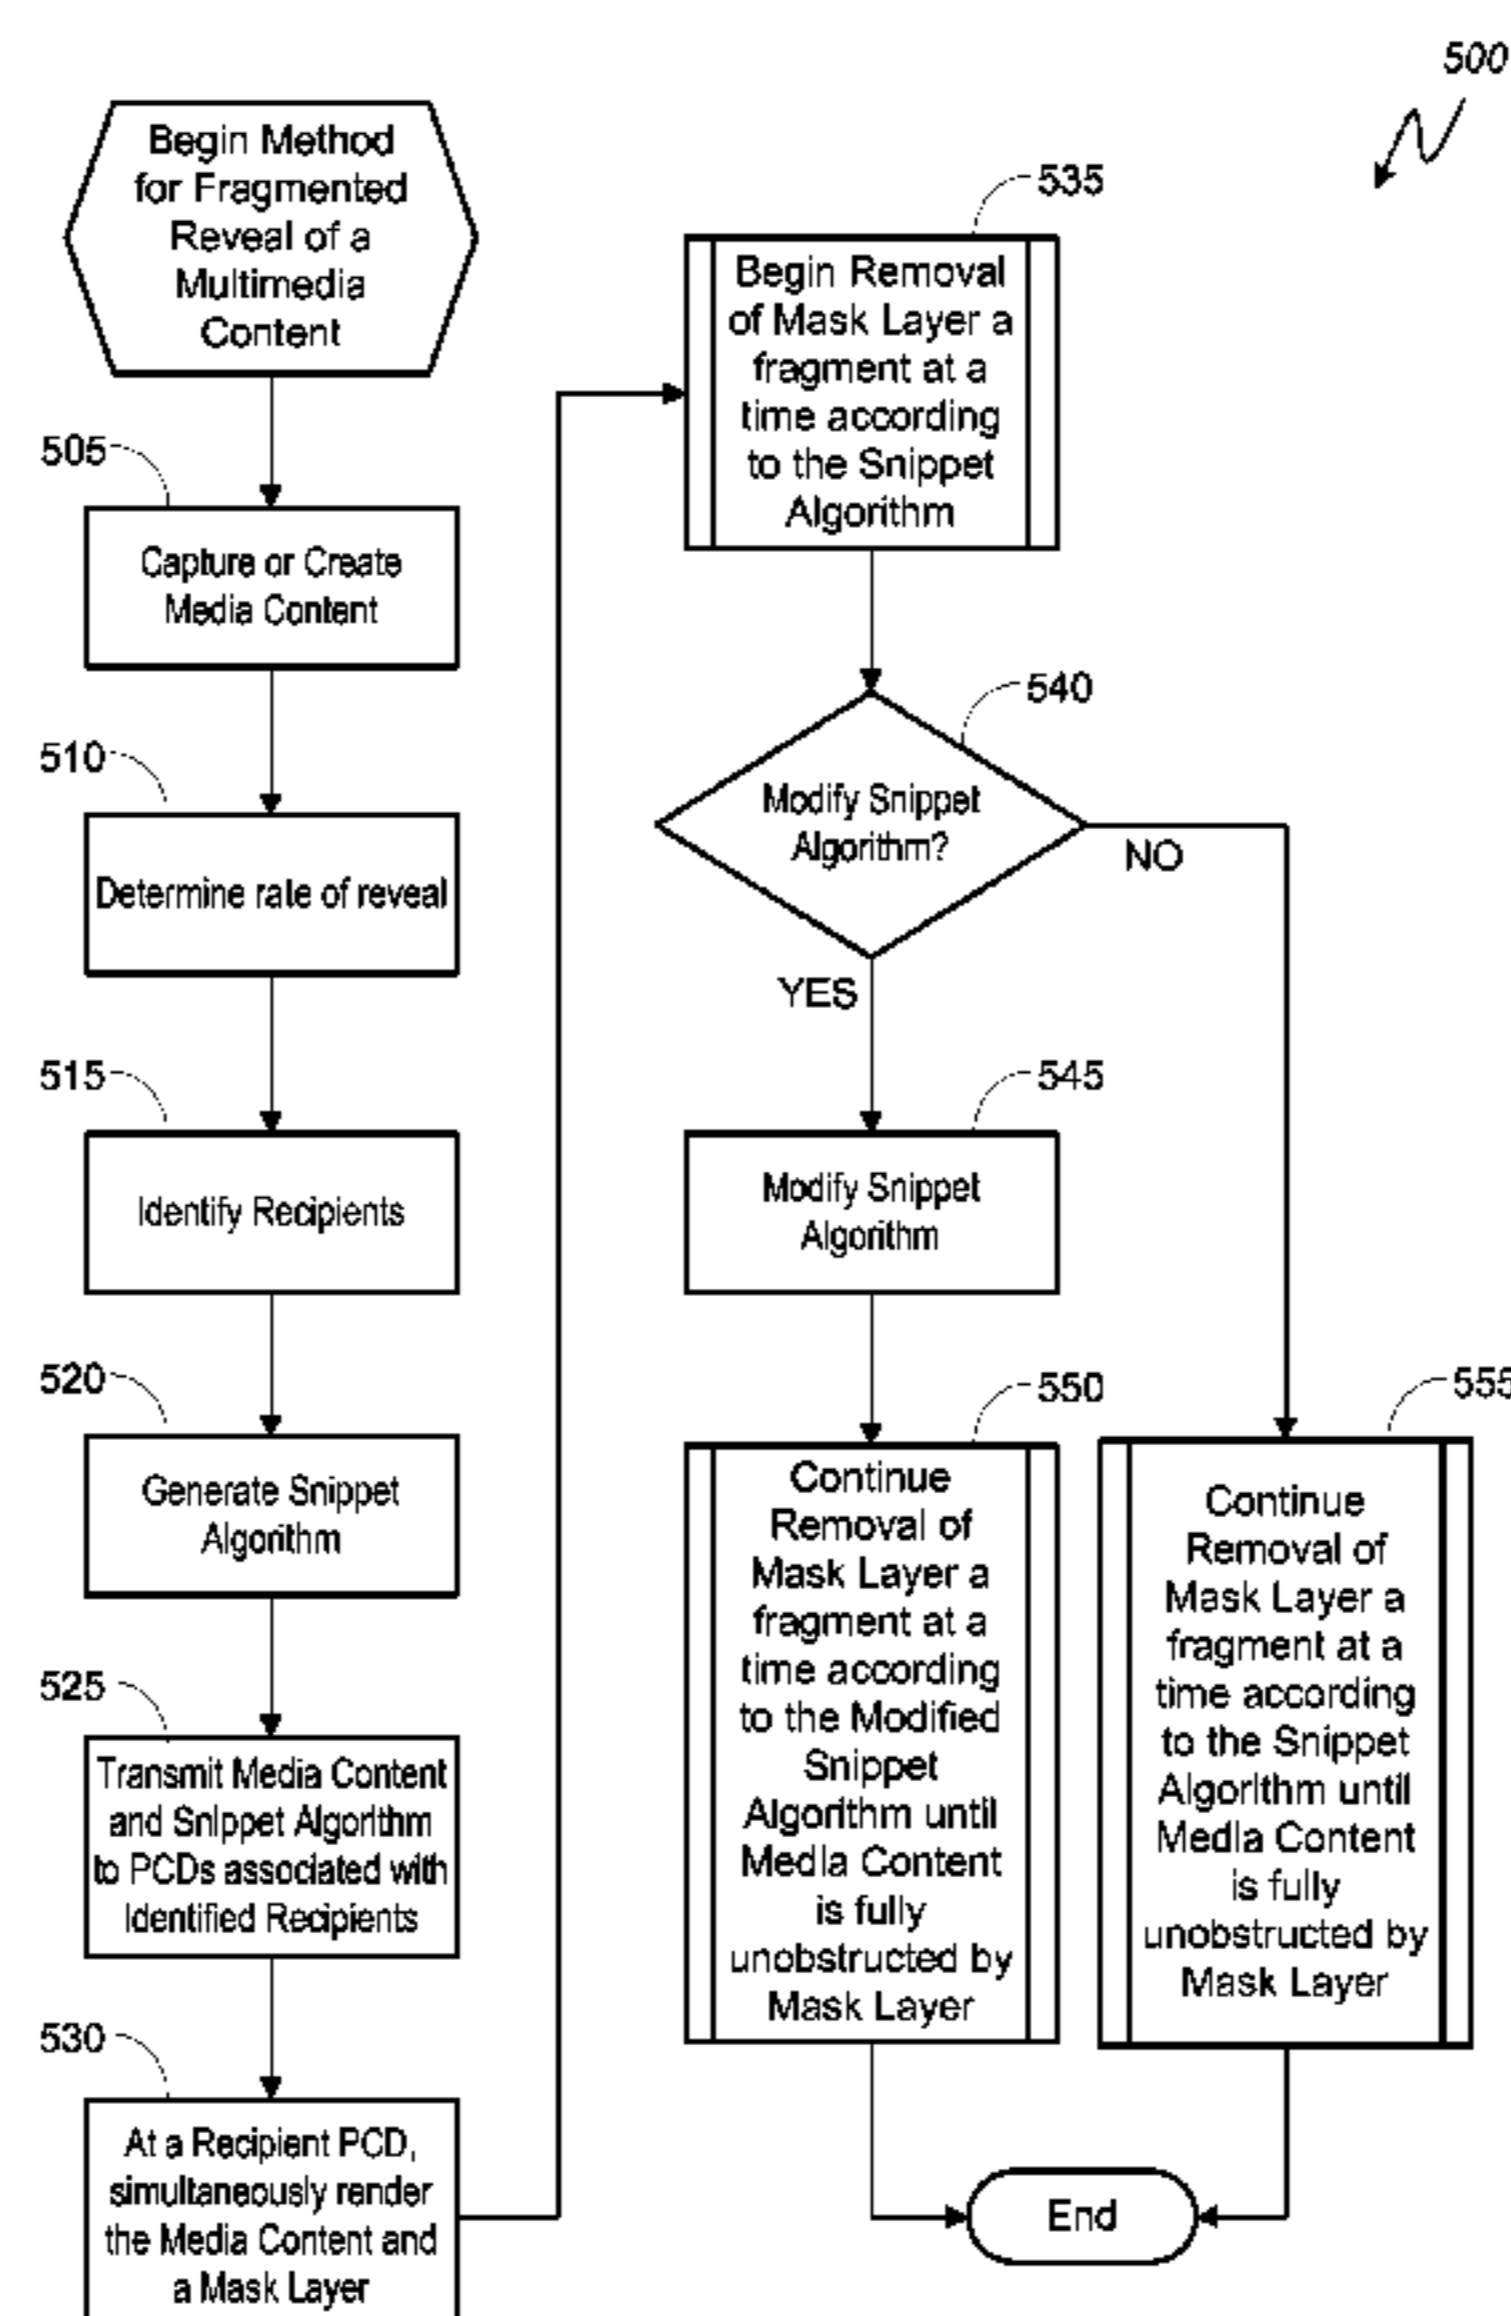 500
Begin Method
for Fragmented
Reveal of a
Multimedia
Content
505
Capture or Create
Media Content
510
Determine rate of reveal
515
Identify Recipients
520
Generate Snippet
Algorithm
525
Transmit Media Content
and Snippet Algorithm
to PCDs associated with
Identified Recipients
530
At a Recipient PCD,
simultaneously render
the Media Content and
a Mask Layer
535
Begin Removal
of Mask Layer a
fragment at a
time according
to the Snippet
Algorithm
540
Modify Snippet
Algorithm?
NO
YES
545
Modify Snippet
Algorithm
550
Continue
Removal of
Mask Layer a
fragment at a
time according
to the Modified
Snippet
Algorithm until
Media Content
is fully
unobstructed by
Mask Layer
555
Continue
Removal of
Mask Layer a
fragment at a
time according
to the Snippet
Algorithm until
Media Content
is fully
unobstructed by
Mask Layer
End